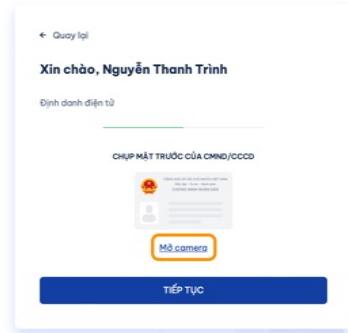 ← Quay lại
Xin chào, Nguyễn Thanh Trình
Định danh điện tử
CHỤP MẶT TRƯỚC CỦA CMND/CCCD
Mở camera
TIẾP TỤC